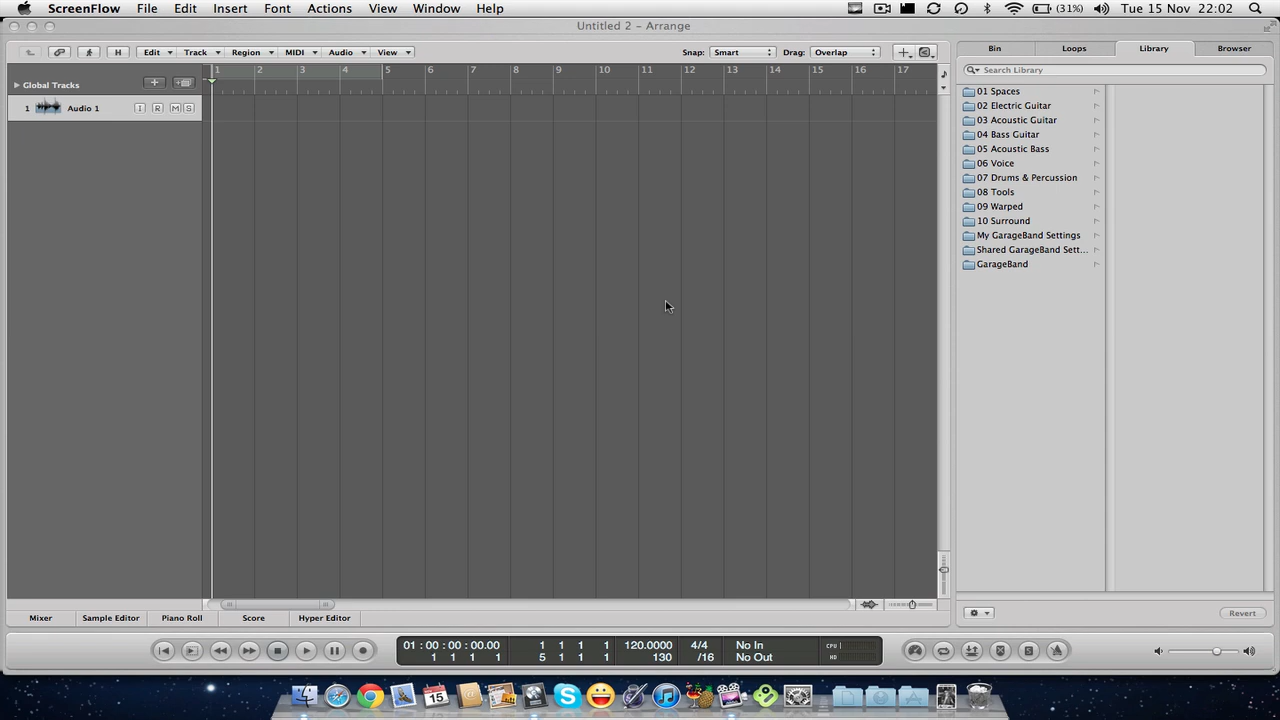 ScreenFlow File Edit Insert Font Actions View Window Help (31%) Tue 15 Nov 22:02
Untitled 2 - Arrange
H Edit Track Region MIDI Audio View Snap: Smart Drag: Overlap
Bin Loops Library Browser
Search Library
1 2 3 4 5 6 7 8 9 10 11 12 13 14 15 16 17
Global Tracks
1 Audio 1 I R M S
01 Spaces
02 Electric Guitar
03 Acoustic Guitar
04 Bass Guitar
05 Acoustic Bass
06 Voice
07 Drums & Percussion
08 Tools
09 Warped
10 Surround
My GarageBand Settings
Shared GarageBand Sett...
GarageBand
Revert
Mixer Sample Editor Piano Roll Score Hyper Editor
01 : 00 : 00 : 00.00 1 1 1 1 120.0000 4/4 No In CPU
1 1 1 1 5 1 1 1 130 /16 No Out HD
15